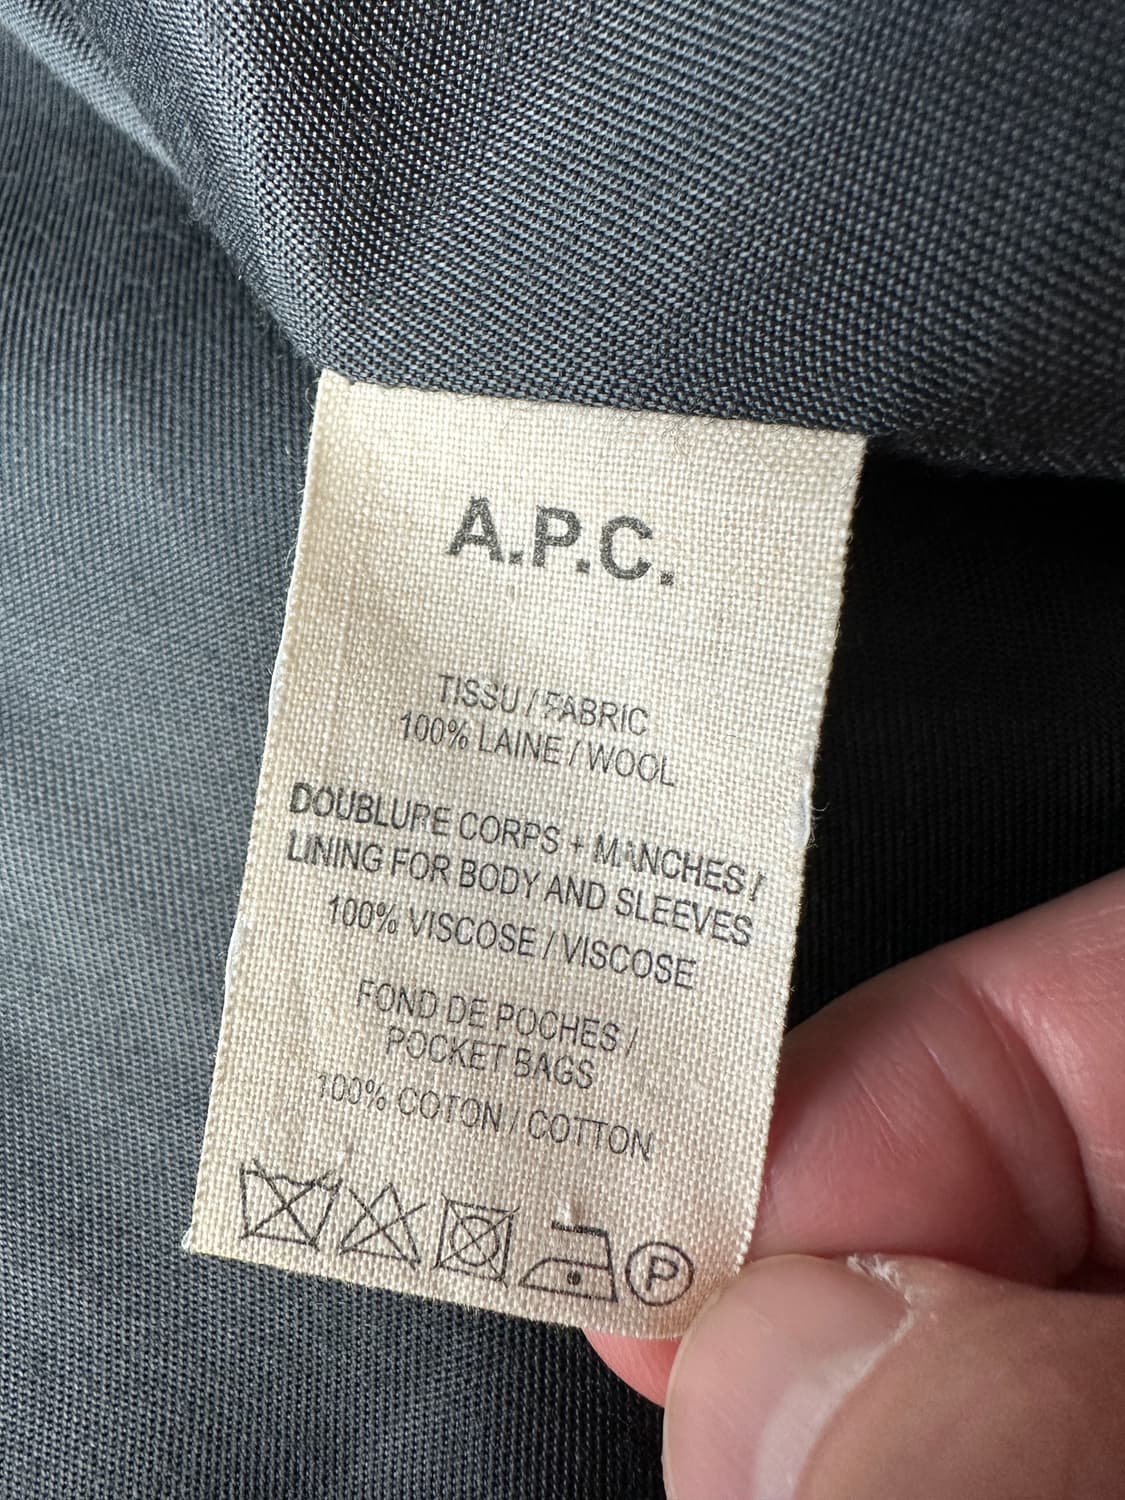 A.P.C.
TISSU / FABRIC
100% LAINE / WOOL
DOUBLURE CORPS + MANCHES /
LINING FOR BODY AND SLEEVES
100% VISCOSE / VISCOSE
FOND DE POCHES /
POCKET BAGS
100% COTON / COTTON
P